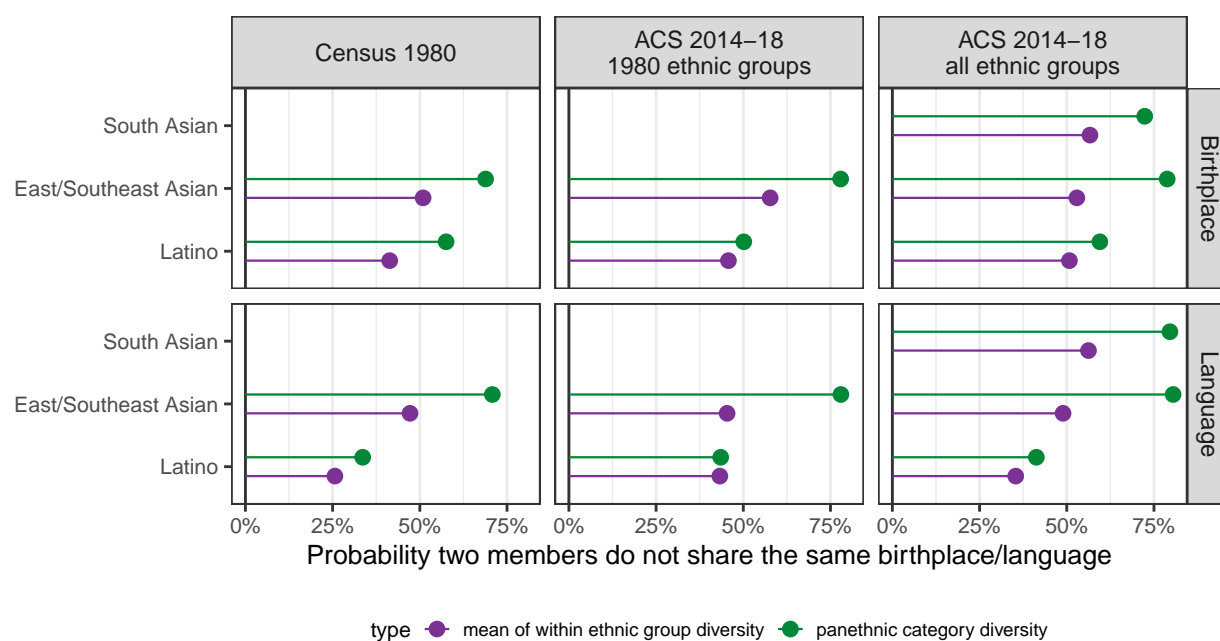 Census 1980
ACS 2014–18
1980 ethnic groups
ACS 2014–18
all ethnic groups
South Asian
East/Southeast Asian
Latino
Birthplace
South Asian
East/Southeast Asian
Latino
Language
0% 25% 50% 75% 0% 25% 50% 75% 0% 25% 50% 75%
Probability two members do not share the same birthplace/language
type mean of within ethnic group diversity panethnic category diversity